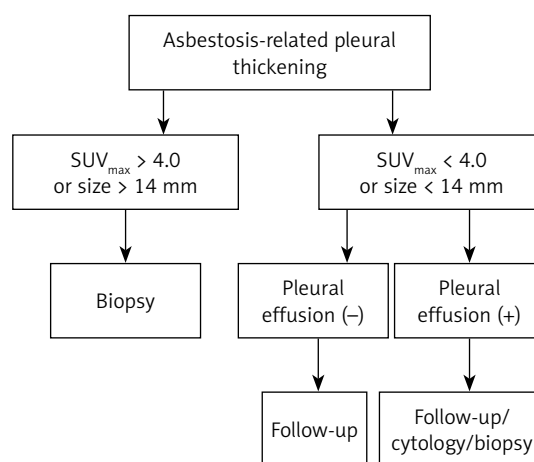 Asbestosis-related pleural
thickening
SUVmax > 4.0
or size > 14 mm
SUVmax < 4.0
or size < 14 mm
Biopsy
Pleural
effusion (–)
Pleural
effusion (+)
Follow-up
Follow-up/
cytology/biopsy